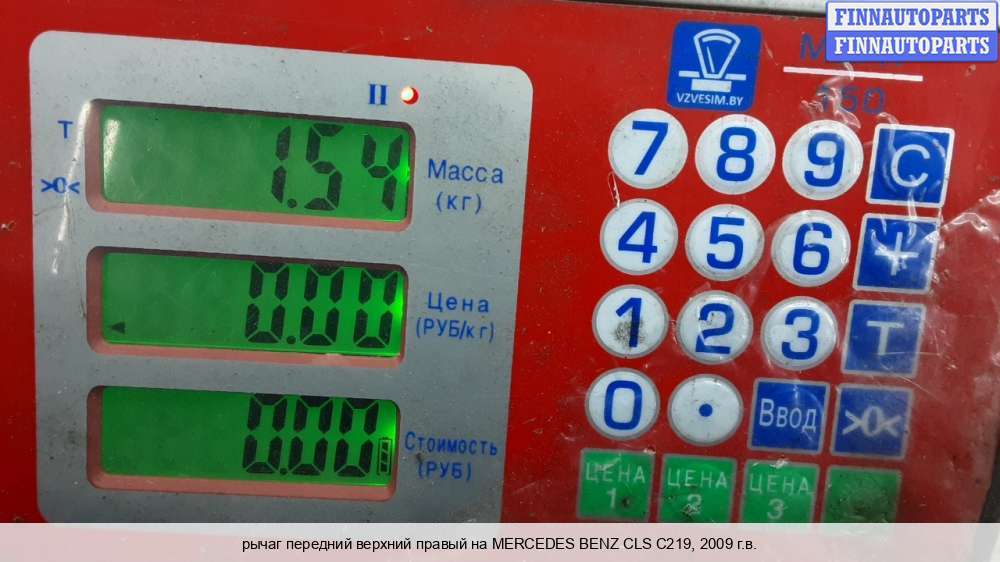 FINNAUTOPARTS
FINNAUTOPARTS
VZVESIM.BY
150
II
T
1.54
Масса
(кг)
>0<
0.00
Цена
(РУБ/кг)
0.00
Стоимость
(РУБ)
7 8 9 C
4 5 6 +
1 2 3 T
0 . Ввод >0<
ЦЕНА 1
ЦЕНА 2
ЦЕНА 3
рычаг передний верхний правый на MERCEDES BENZ CLS C219, 2009 г.в.